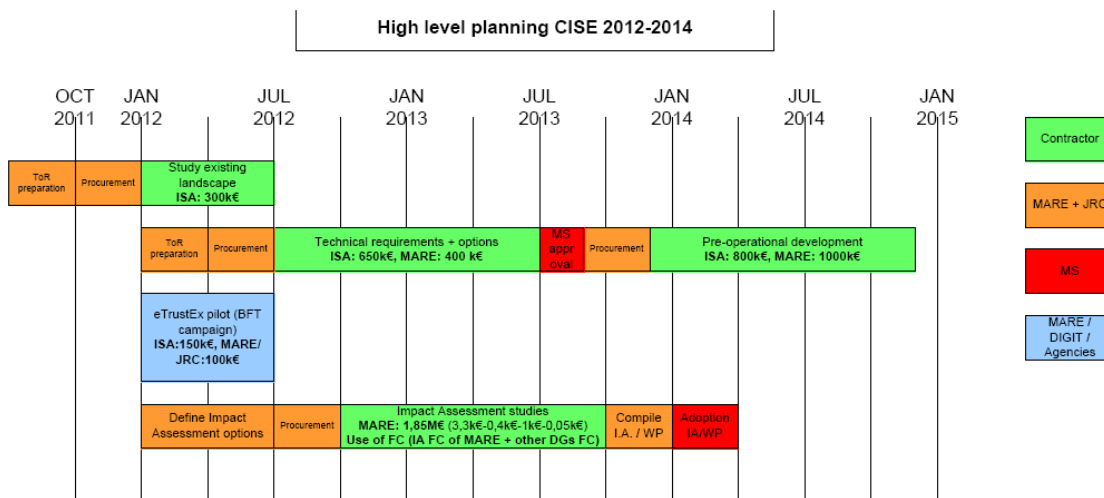 High level planning CISE 2012-2014
OCT
2011
JAN
2012
JUL
2012
JAN
2013
JUL
2013
JAN
2014
JUL
2014
JAN
2015
ToR
preparation
Procurement
Study existing
landscape
ISA: 300k€
ToR
preparation
Procurement
Technical requirements + options
ISA: 650k€, MARE: 400 k€
MS
appr
oval
Procurement
Pre-operational development
ISA: 800k€, MARE: 1000k€
eTrustEx pilot (BFT
campaign)
ISA:150k€, MARE/
JRC:100k€
Define Impact
Assessment options
Procurement
Impact Assessment studies
MARE: 1,85M€ (3,3k€-0,4k€-1k€-0,05k€)
Use of FC (IA FC of MARE + other DGs FC)
Compile
I.A. / WP
Adoption
IA/WP
Contractor
MARE + JRC
MS
MARE /
DIGIT /
Agencies